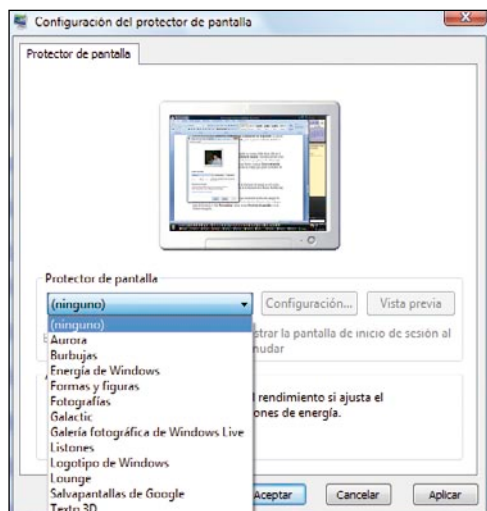 Configuración del protector de pantalla
Protector de pantalla
Protector de pantalla
(ninguno)
Configuración...
Vista previa
(ninguno)
Aurora
Burbujas
Energía de Windows
Formas y figuras
Fotografías
Galactic
Galería fotográfica de Windows Live
Listones
Logotipo de Windows
Lounge
Salvapantallas de Google
Texto 3D
strar la pantalla de inicio de sesión al
nudar
rendimiento si ajusta el
ones de energía.
Aceptar
Cancelar
Aplicar